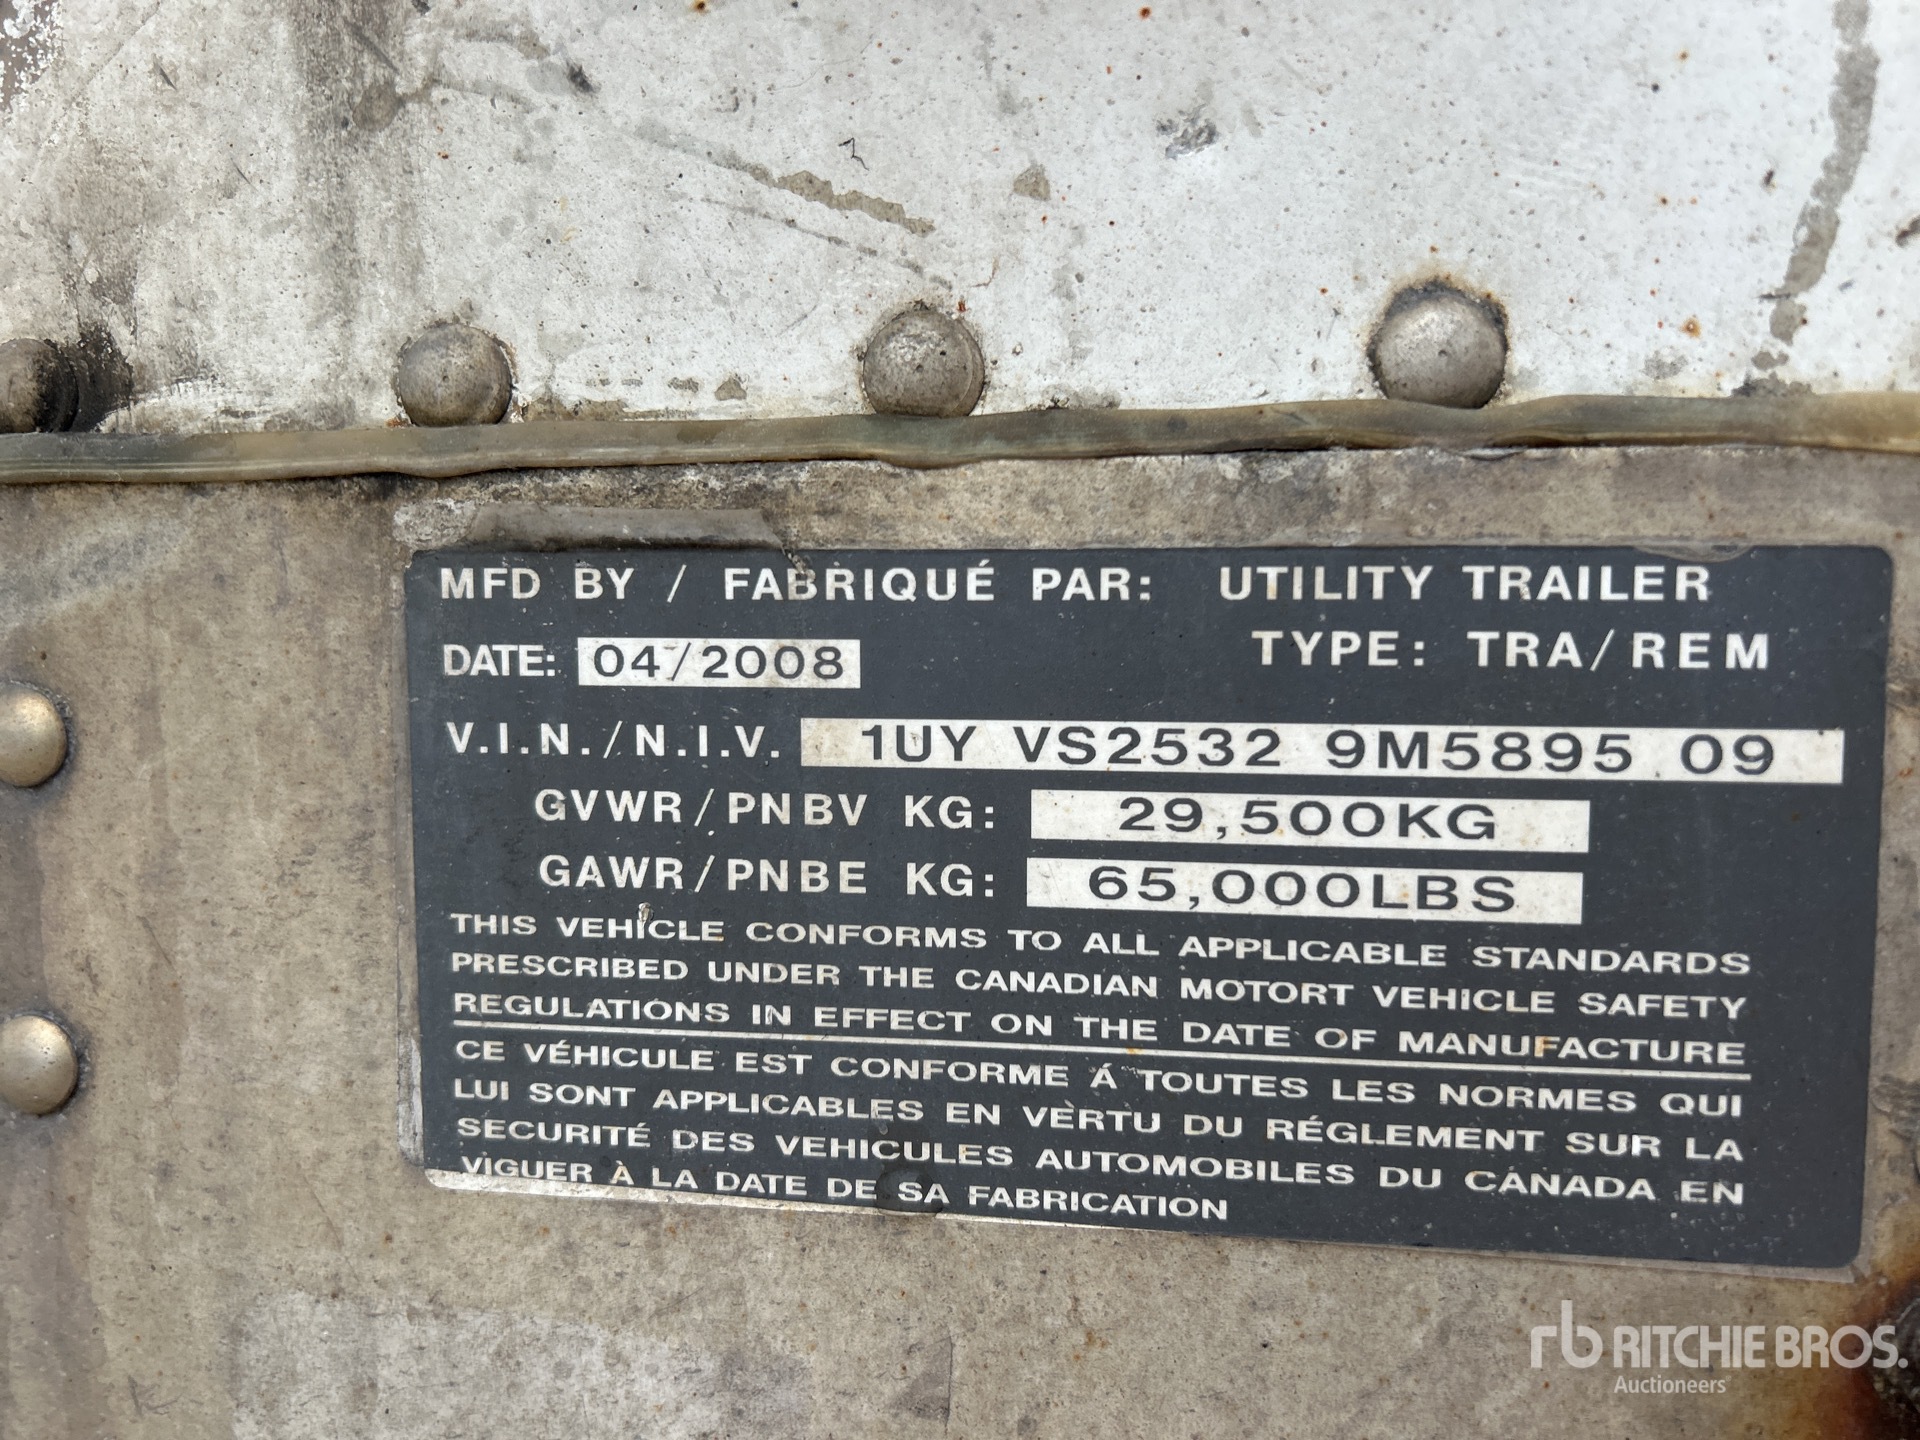 MFD BY / FABRIQUÉ PAR: UTILITY TRAILER
DATE: 04/2008 TYPE: TRA/REM
V.I.N./N.I.V. 1UY VS2532 9M5895 09
GVWR/PNBV KG: 29,500KG
GAWR/PNBE KG: 65,000LBS
THIS VEHICLE CONFORMS TO ALL APPLICABLE STANDARDS
PRESCRIBED UNDER THE CANADIAN MOTORT VEHICLE SAFETY
REGULATIONS IN EFFECT ON THE DATE OF MANUFACTURE
CE VÉHICULE EST CONFORME Á TOUTES LES NORMES QUI
LUI SONT APPLICABLES EN VERTU DU RÉGLEMENT SUR LA
SECURITÉ DES VEHICULES AUTOMOBILES DU CANADA EN
VIGUER À LA DATE DE SA FABRICATION
rb RITCHIE BROS.
Auctioneers